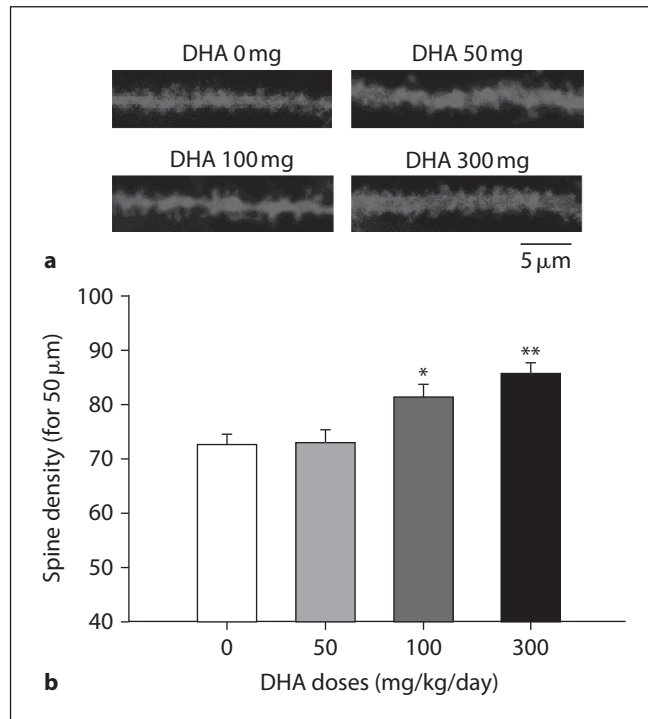 DHA 0 mg DHA 50 mg
DHA 100 mg DHA 300 mg
a 5 μm
100
90
80
70
60
50
40
Spine density (for 50 μm)
* **
0 50 100 300
b DHA doses (mg/kg/day)